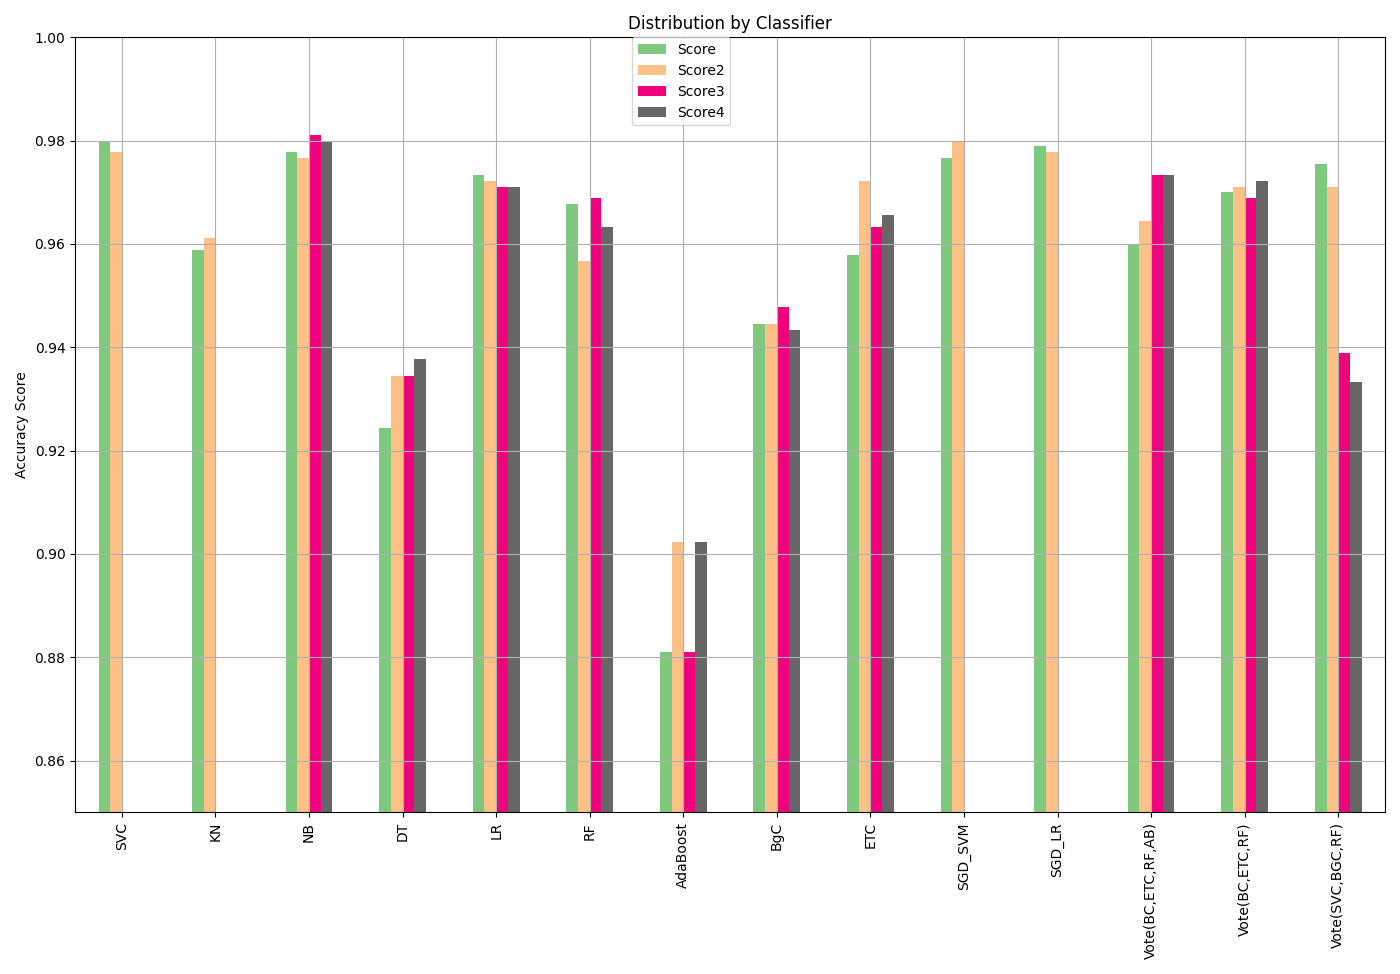 Distribution by Classifier
Score
Score2
Score3
Score4
Accuracy Score
1.00
0.98
0.96
0.94
0.92
0.90
0.88
0.86
SVC
KN
NB
DT
LR
RF
AdaBoost
BgC
ETC
SGD_SVM
SGD_LR
Vote(BC,ETC,RF,AB)
Vote(BC,ETC,RF)
Vote(SVC,BGC,RF)